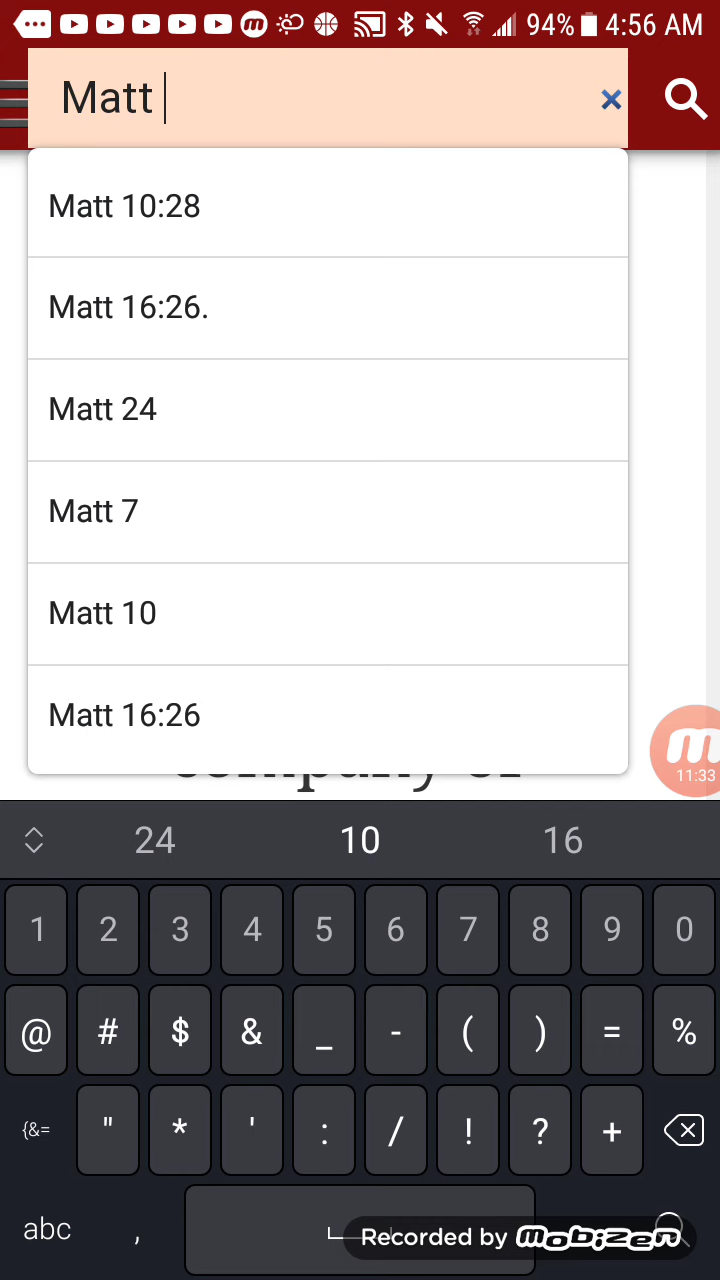 94% 4:56 AM
Matt
Matt 10:28
Matt 16:26.
Matt 24
Matt 7
Matt 10
Matt 16:26
company of
11:33
24 10 16
1 2 3 4 5 6 7 8 9 0
@ # $ & _ - ( ) = %
{&= " * ' : / ! ? +
abc ,
Recorded by mobizen